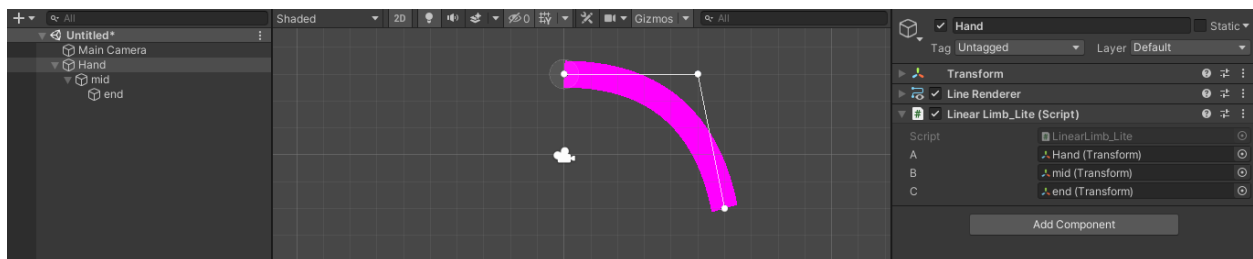 All
Shaded
2D
0
Gizmos
All
Untitled*
Main Camera
Hand
mid
end
Hand
Static
Tag Untagged Layer Default
Transform
Line Renderer
# Linear Limb_Lite (Script)
Script LinearLimb_Lite
A Hand (Transform)
B mid (Transform)
C end (Transform)
Add Component